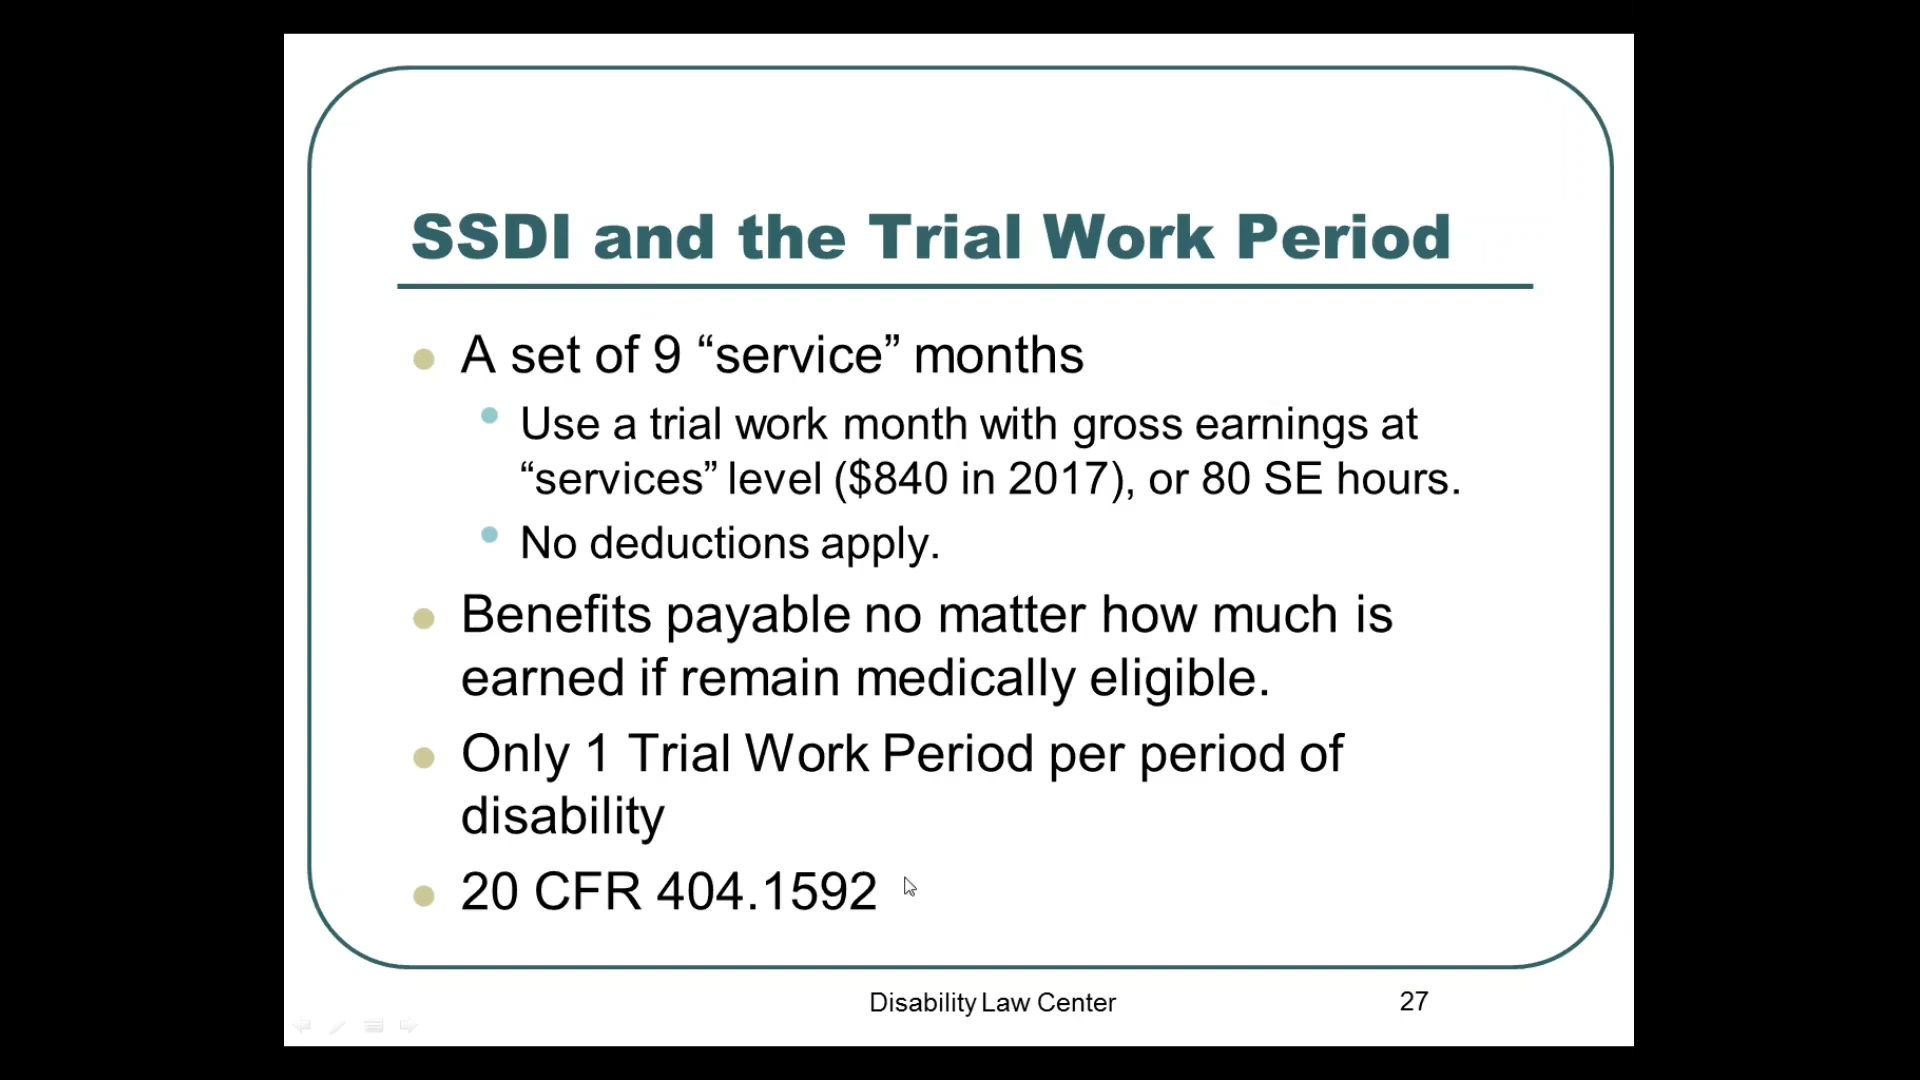 SSDI and the Trial Work Period
A set of 9 “service” months
Use a trial work month with gross earnings at
“services” level ($840 in 2017), or 80 SE hours.
No deductions apply.
Benefits payable no matter how much is
earned if remain medically eligible.
Only 1 Trial Work Period per period of
disability
20 CFR 404.1592
Disability Law Center
27